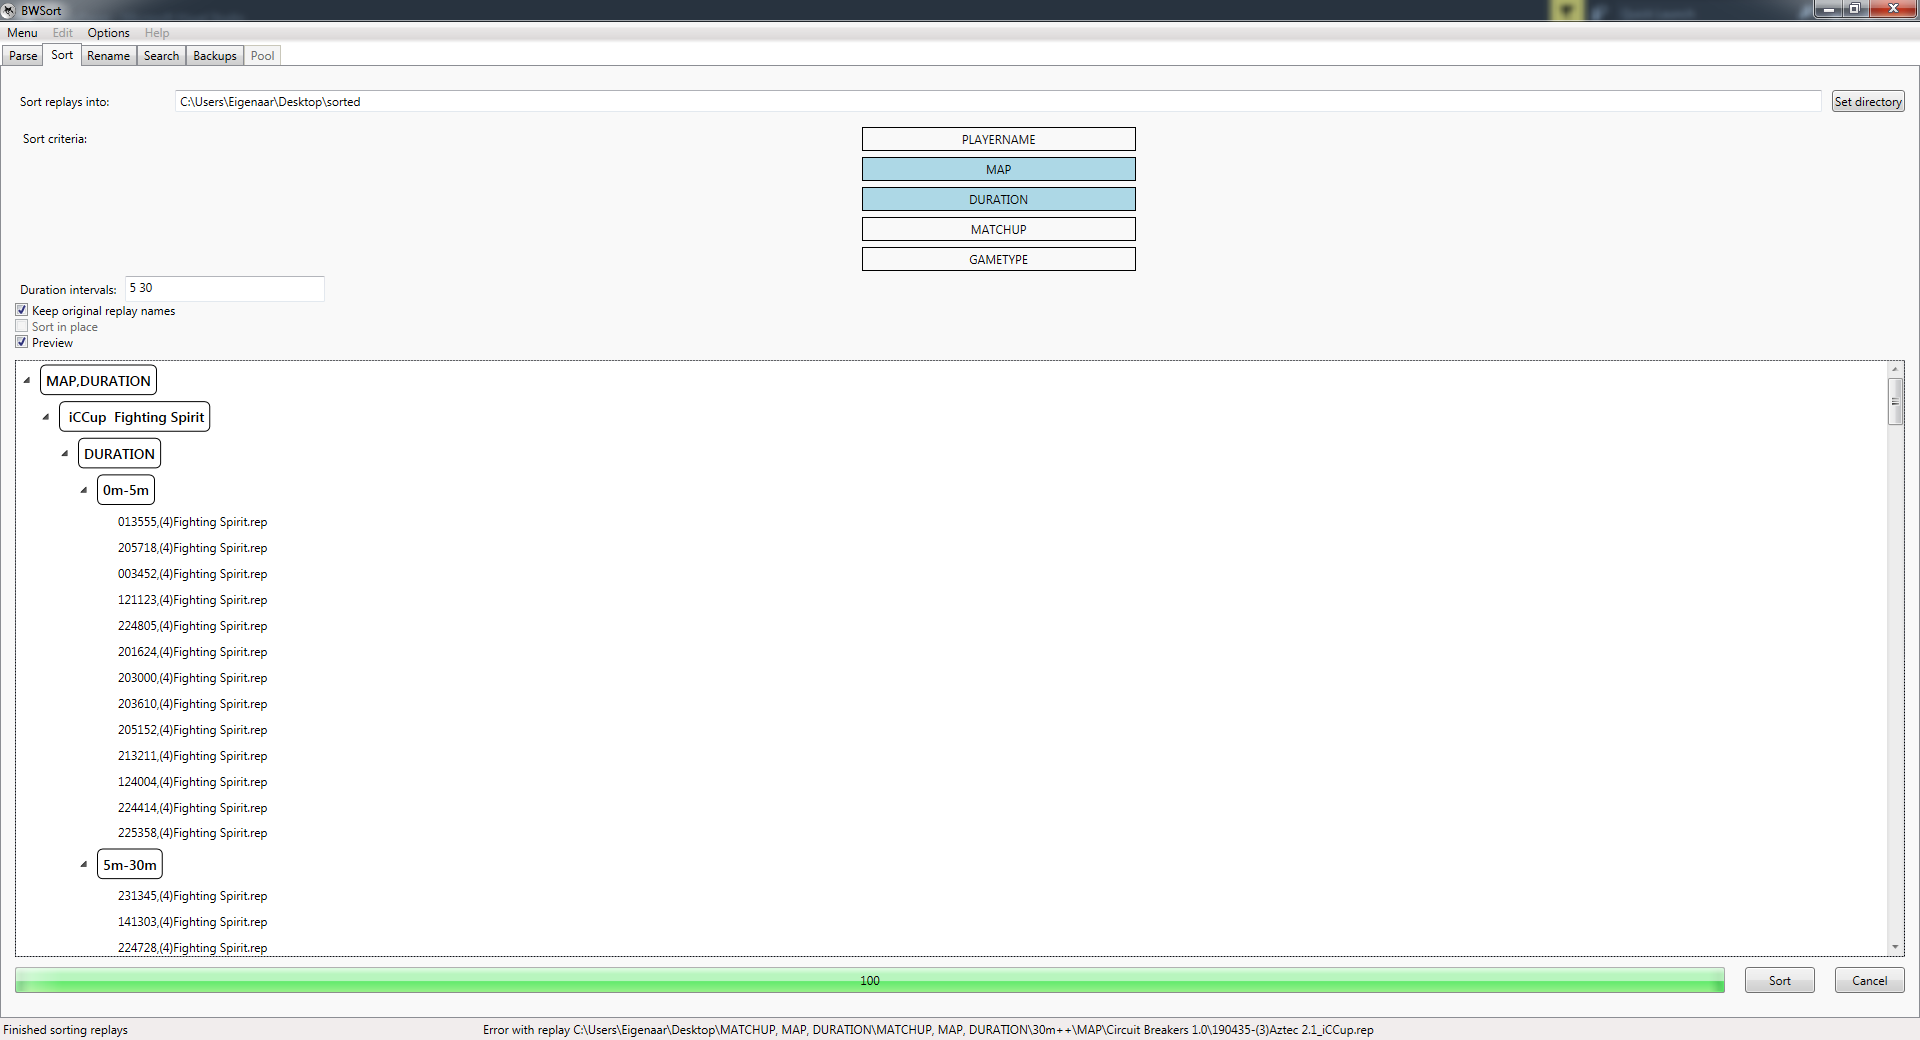 BWSort
Menu Edit Options Help
Parse Sort Rename Search Backups Pool
Sort replays into: C:\Users\Eigenaar\Desktop\sorted Set directory
Sort criteria: PLAYERNAME
MAP
DURATION
MATCHUP
GAMETYPE
Duration intervals: 5 30
Keep original replay names
Sort in place
Preview
MAP,DURATION
iCCup  Fighting Spirit
DURATION
0m-5m
013555,(4)Fighting Spirit.rep
205718,(4)Fighting Spirit.rep
003452,(4)Fighting Spirit.rep
121123,(4)Fighting Spirit.rep
224805,(4)Fighting Spirit.rep
201624,(4)Fighting Spirit.rep
203000,(4)Fighting Spirit.rep
203610,(4)Fighting Spirit.rep
205152,(4)Fighting Spirit.rep
213211,(4)Fighting Spirit.rep
124004,(4)Fighting Spirit.rep
224414,(4)Fighting Spirit.rep
225358,(4)Fighting Spirit.rep
5m-30m
231345,(4)Fighting Spirit.rep
141303,(4)Fighting Spirit.rep
224728,(4)Fighting Spirit.rep
100 Sort Cancel
Finished sorting replays Error with replay C:\Users\Eigenaar\Desktop\MATCHUP, MAP, DURATION\MATCHUP, MAP, DURATION\30m++\MAP\Circuit Breakers 1.0\190435-(3)Aztec 2.1_iCCup.rep